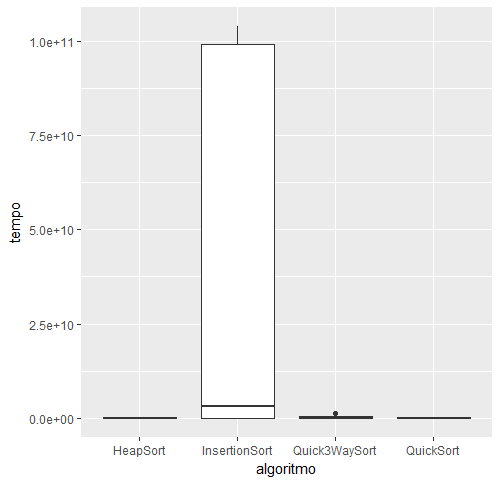 tempo
1.0e+11
7.5e+10
5.0e+10
2.5e+10
0.0e+00
HeapSort InsertionSort Quick3WaySort QuickSort
algoritmo